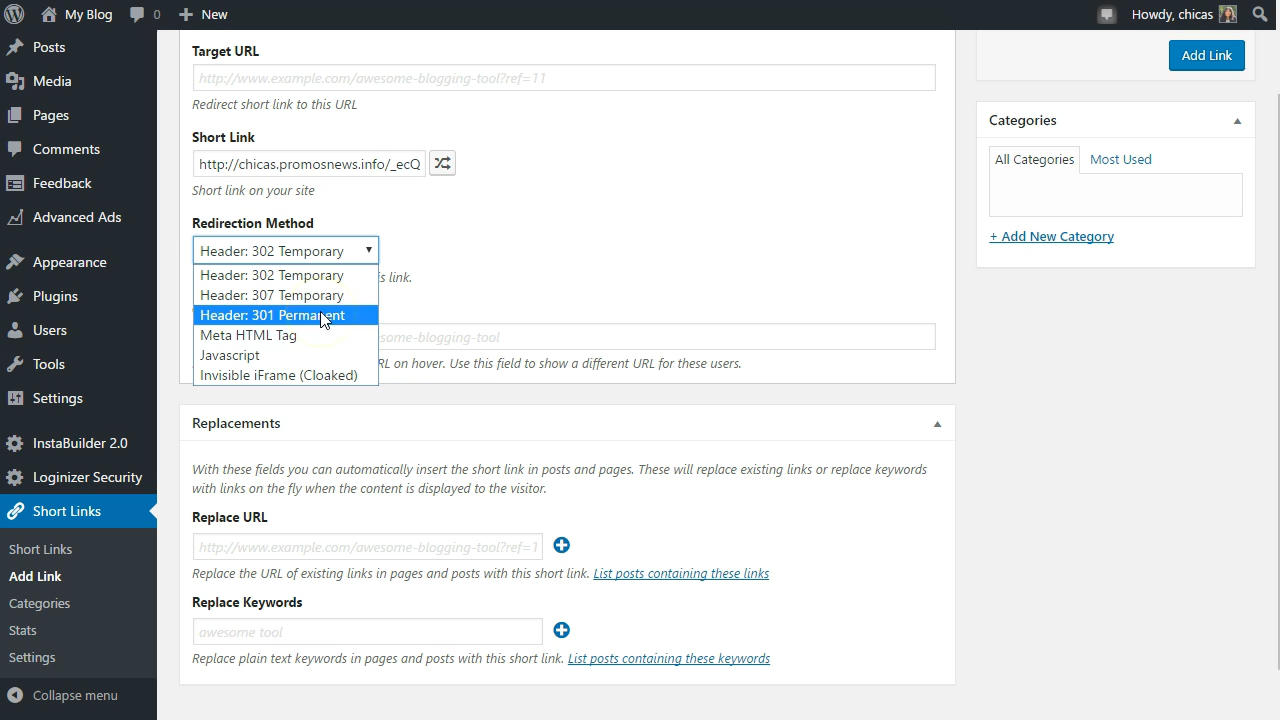 My Blog 0 New Howdy, chicas
Posts
Media
Pages
Comments
Feedback
Advanced Ads
Appearance
Plugins
Users
Tools
Settings
InstaBuilder 2.0
Loginizer Security
Short Links
Short Links
Add Link
Categories
Stats
Settings
Collapse menu
Target URL
http://www.example.com/awesome-blogging-tool?ref=11
Redirect short link to this URL
Short Link
http://chicas.promosnews.info/_ecQ
Short link on your site
Redirection Method
Header: 302 Temporary
Header: 302 Temporary
is link.
Header: 307 Temporary
Header: 301 Permanent
Meta HTML Tag
ome-blogging-tool
Javascript
RL on hover. Use this field to show a different URL for these users.
Invisible iFrame (Cloaked)
Replacements
With these fields you can automatically insert the short link in posts and pages. These will replace existing links or replace keywords
with links on the fly when the content is displayed to the visitor.
Replace URL
http://www.example.com/awesome-blogging-tool?ref=1
Replace the URL of existing links in pages and posts with this short link. List posts containing these links
Replace Keywords
awesome tool
Replace plain text keywords in pages and posts with this short link. List posts containing these keywords
Add Link
Categories
All Categories Most Used
+ Add New Category